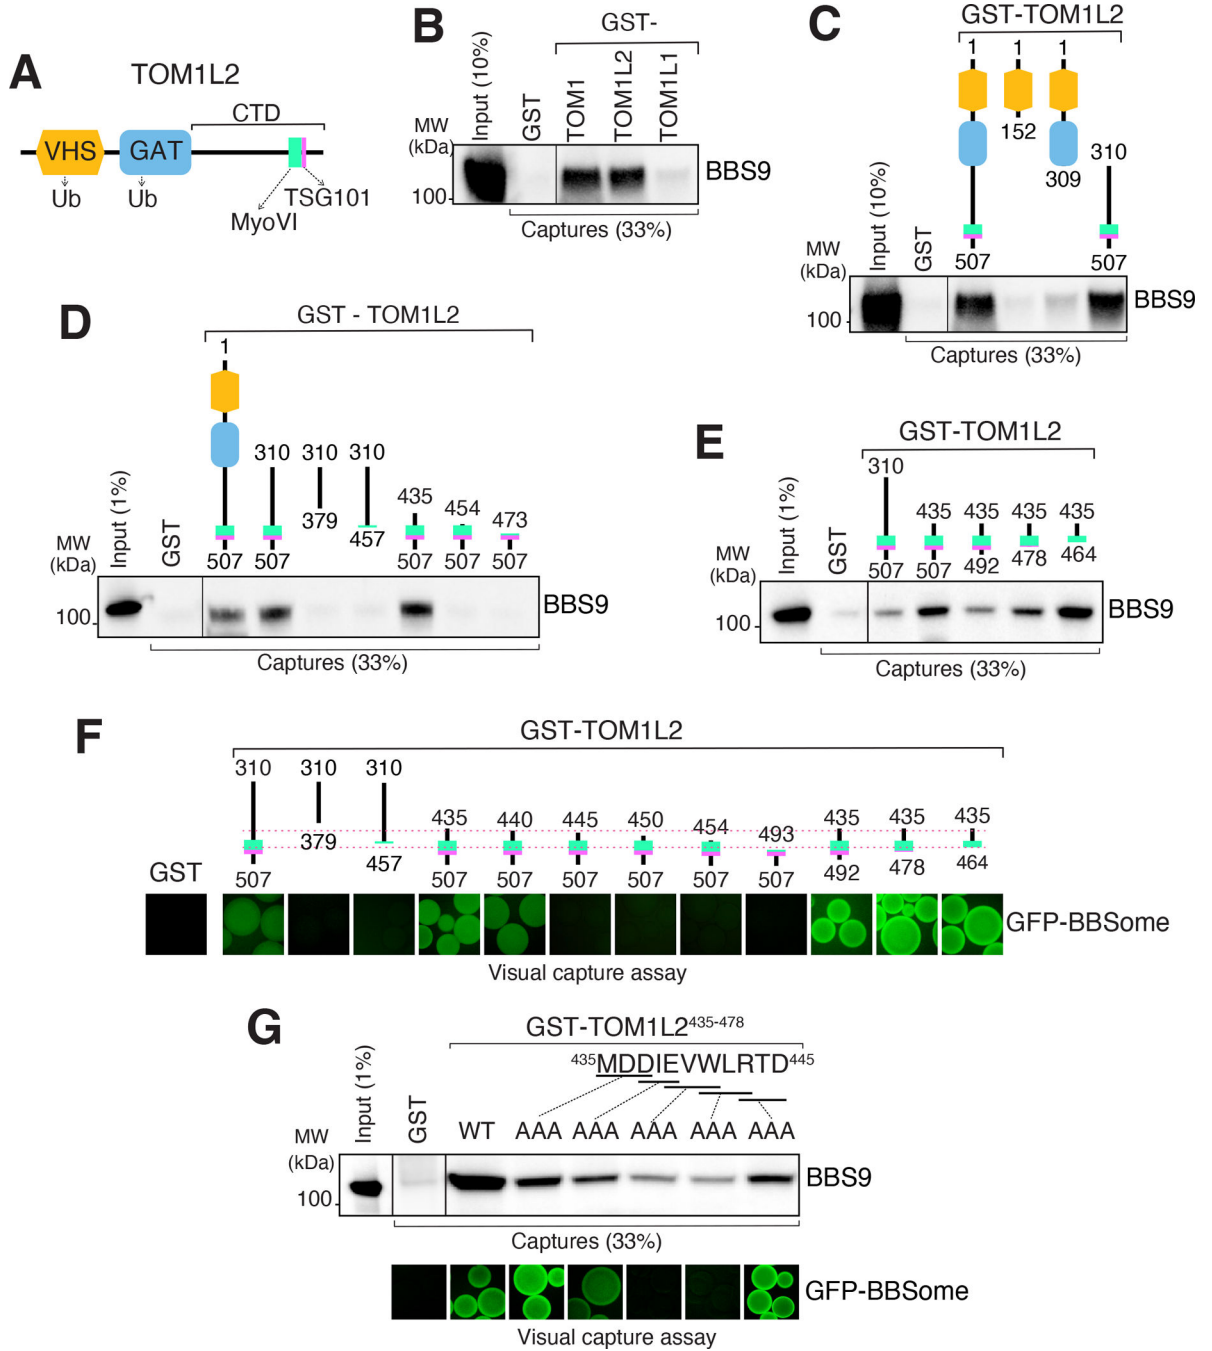 A
TOM1L2
CTD
VHS
GAT
Ub
Ub
TSG101
MyoVI
B
GST-
Input (10%)
GST
TOM1
TOM1L2
TOM1L1
MW
(kDa)
100
BBS9
Captures (33%)
C
GST-TOM1L2
1
1
1
152
309
310
Input (10%)
GST
507
507
MW
(kDa)
100
BBS9
Captures (33%)
D
GST - TOM1L2
1
310
310
310
435
454
473
379
457
507
507
507
507
507
Input (1%)
GST
MW
(kDa)
100
BBS9
Captures (33%)
E
GST-TOM1L2
310
435
435
435
435
507
507
492
478
464
Input (1%)
GST
MW
(kDa)
100
BBS9
Captures (33%)
F
GST-TOM1L2
310
310
310
435
440
445
450
454
493
435
435
435
379
457
507
507
507
507
507
507
507
492
478
464
GST
GFP-BBSome
Visual capture assay
G
GST-TOM1L2435-478
435MDDIEVWLRTD445
Input (1%)
GST
WT
AAA
AAA
AAA
AAA
AAA
MW
(kDa)
100
BBS9
Captures (33%)
GFP-BBSome
Visual capture assay